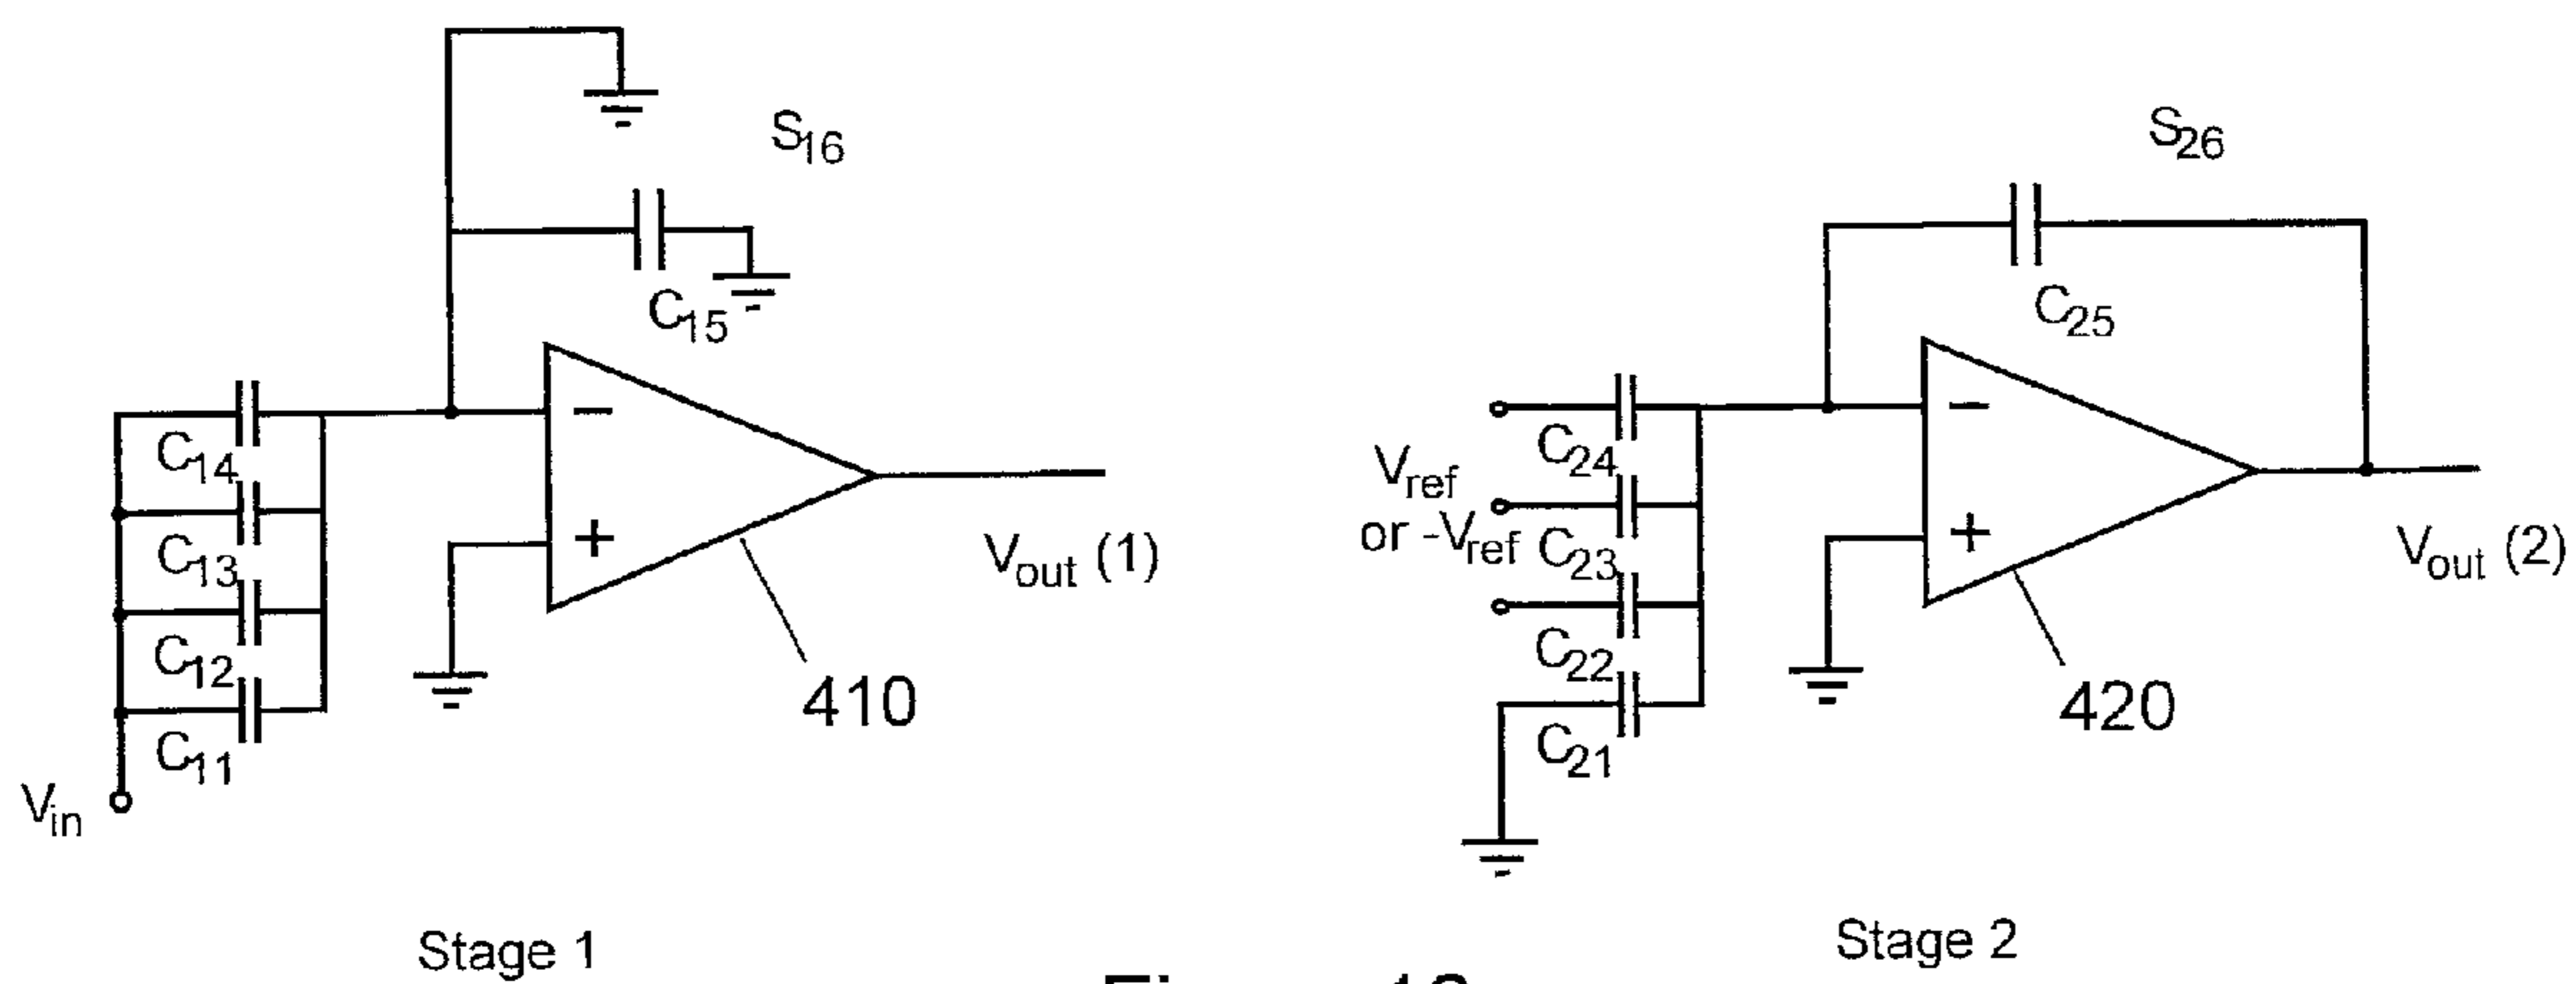 S16
C15
C14
C13
C12
C11
Vin
−
+
Vout (1)
410
Stage 1
S26
C25
C24
Vref
or -Vref
C23
C22
C21
−
+
Vout (2)
420
Stage 2